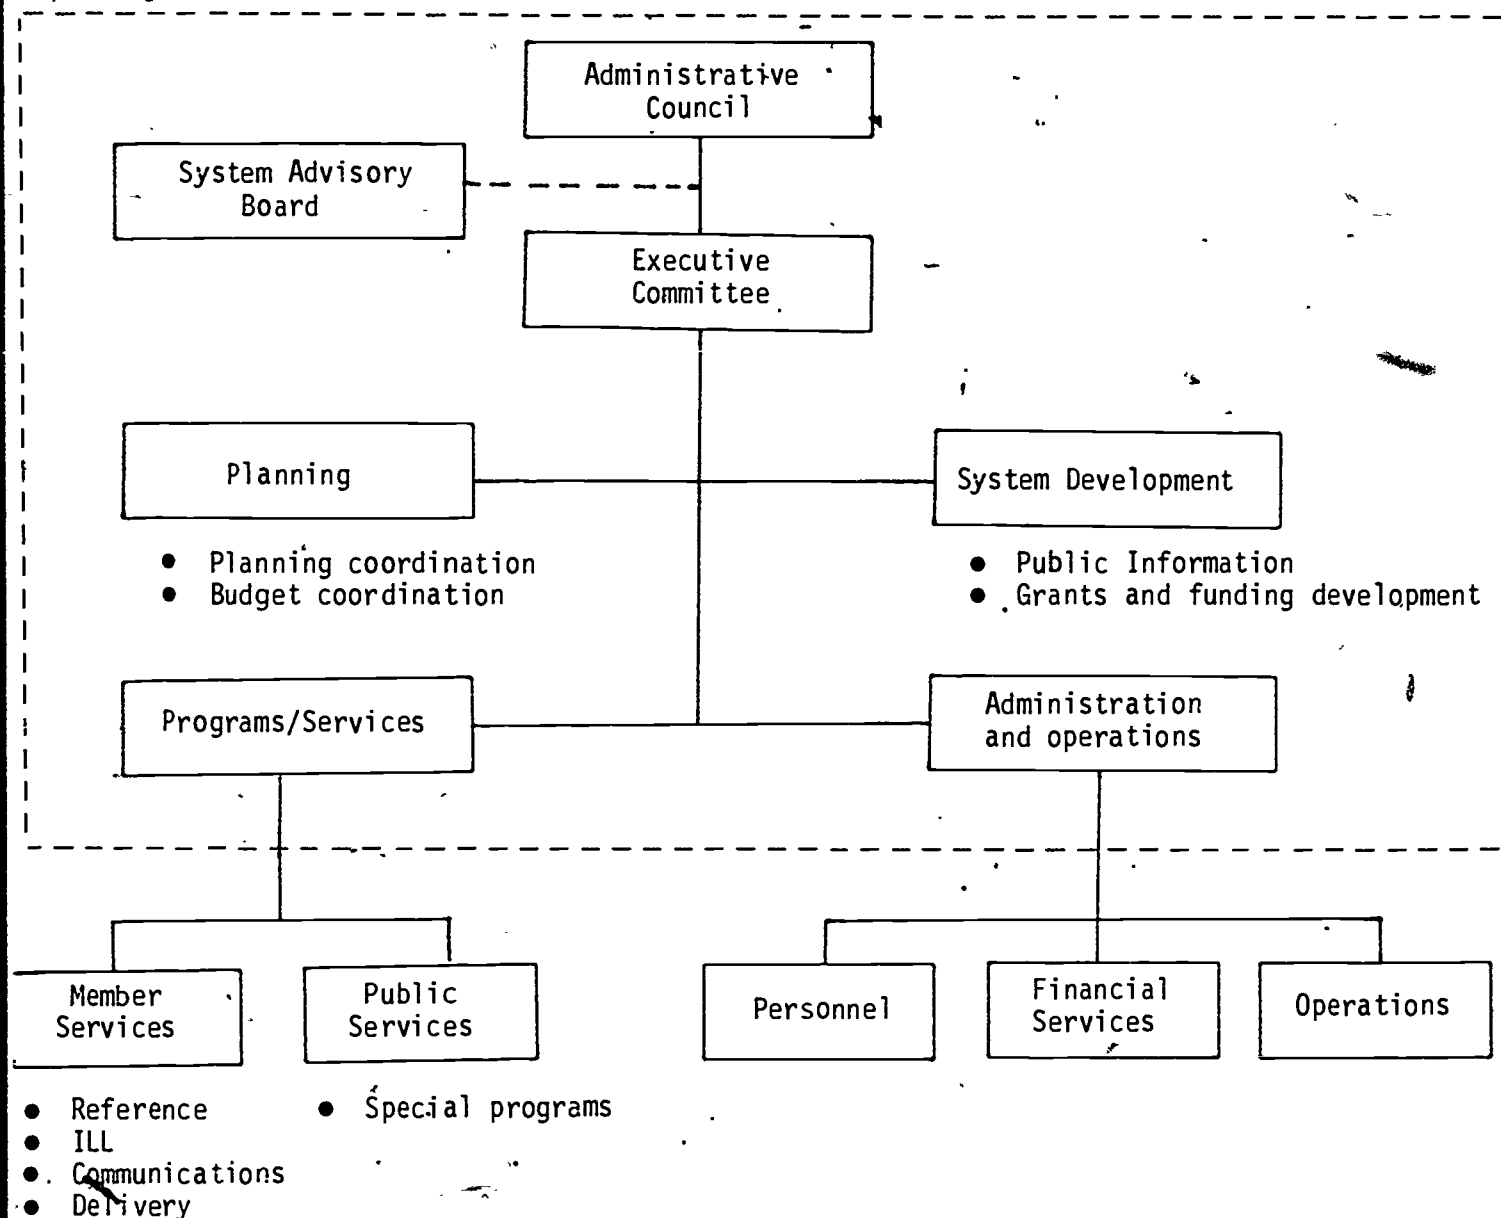 Administrative
Council
System Advisory
Board
Executive
Committee
Planning
System Development
● Planning coordination
● Budget coordination
● Public Information
● Grants and funding development
Programs/Services
Administration
and operations
Member
Services
Public
Services
Personnel
Financial
Services
Operations
● Reference
● ILL
● Communications
● Delivery
● Special programs